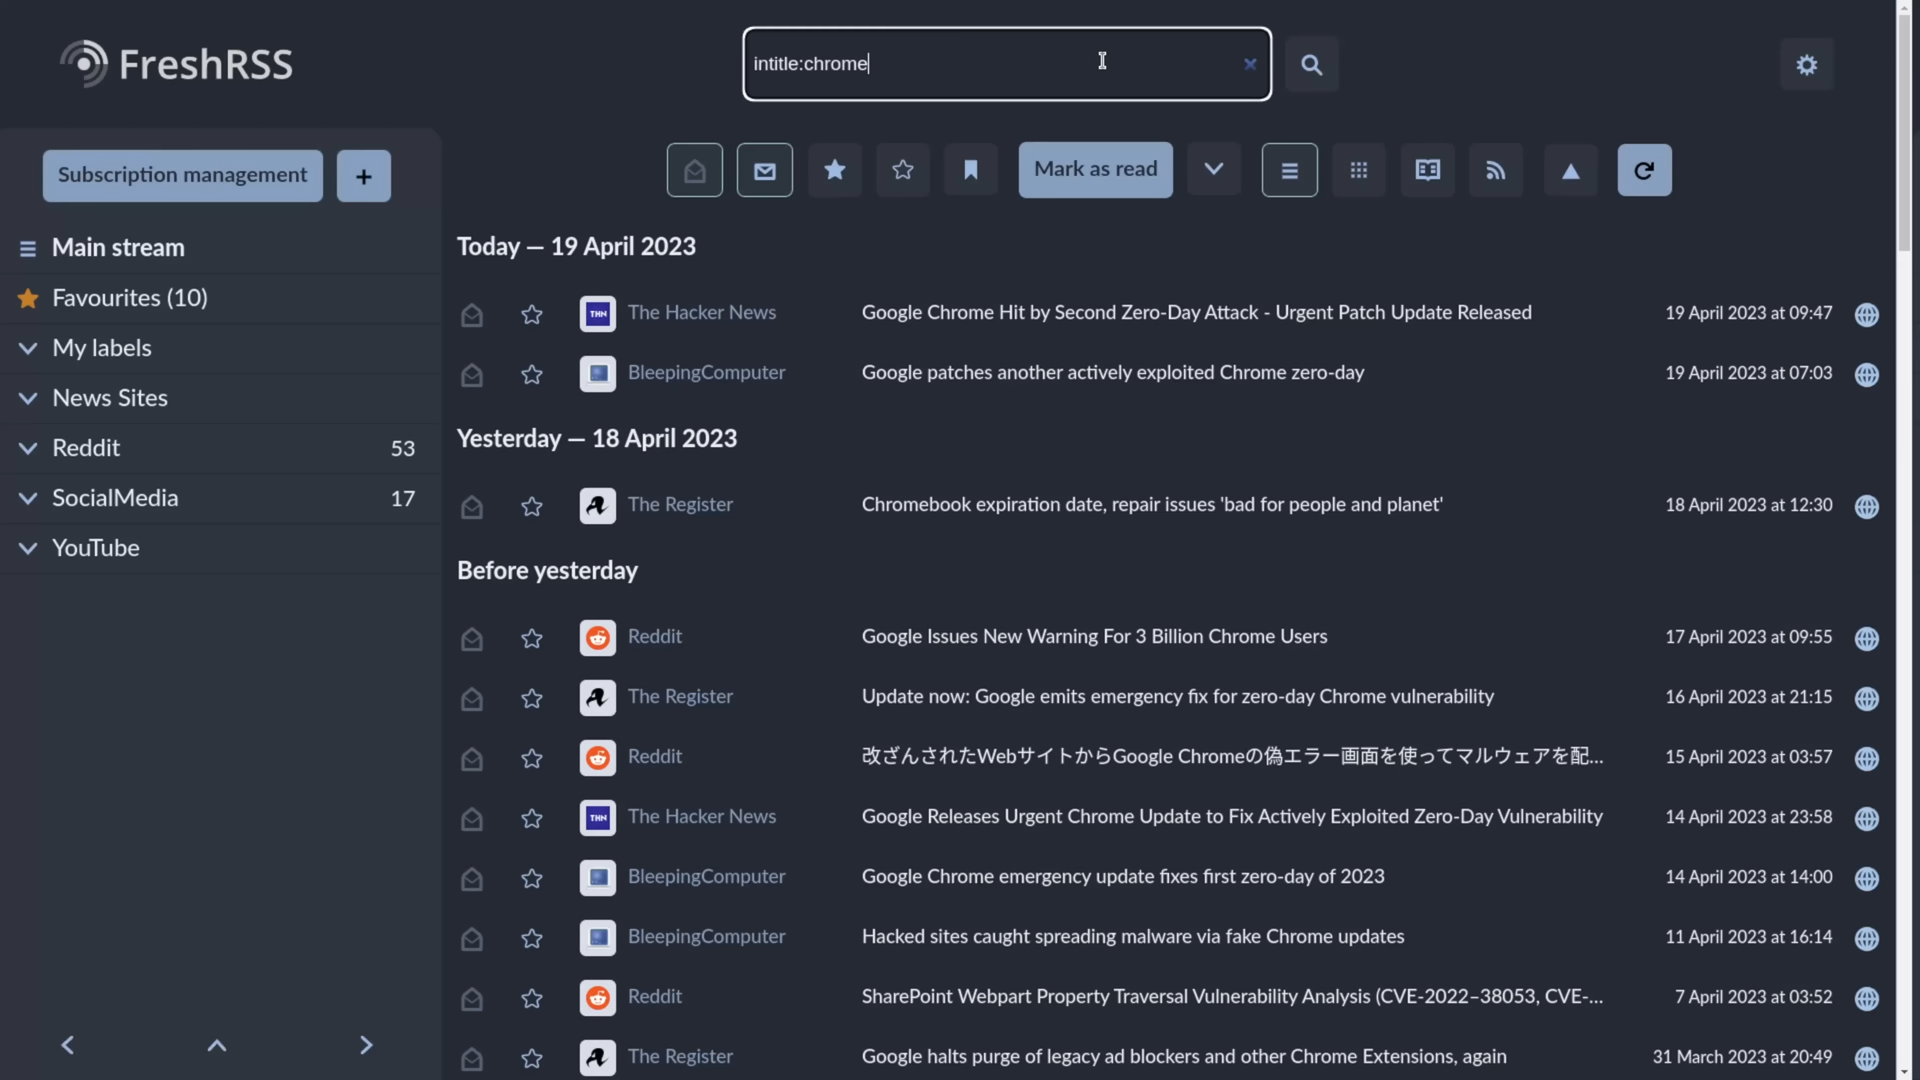 FreshRSS
intitle:chrome
Subscription management
+
Mark as read
Main stream
Favourites (10)
My labels
News Sites
Reddit 53
SocialMedia 17
YouTube
Today — 19 April 2023
The Hacker News Google Chrome Hit by Second Zero-Day Attack - Urgent Patch Update Released 19 April 2023 at 09:47
BleepingComputer Google patches another actively exploited Chrome zero-day 19 April 2023 at 07:03
Yesterday — 18 April 2023
The Register Chromebook expiration date, repair issues 'bad for people and planet' 18 April 2023 at 12:30
Before yesterday
Reddit Google Issues New Warning For 3 Billion Chrome Users 17 April 2023 at 09:55
The Register Update now: Google emits emergency fix for zero-day Chrome vulnerability 16 April 2023 at 21:15
Reddit 改ざんされたWebサイトからGoogle Chromeの偽エラー画面を使ってマルウェアを配... 15 April 2023 at 03:57
THN The Hacker News Google Releases Urgent Chrome Update to Fix Actively Exploited Zero-Day Vulnerability 14 April 2023 at 23:58
BleepingComputer Google Chrome emergency update fixes first zero-day of 2023 14 April 2023 at 14:00
BleepingComputer Hacked sites caught spreading malware via fake Chrome updates 11 April 2023 at 16:14
Reddit SharePoint Webpart Property Traversal Vulnerability Analysis (CVE-2022–38053, CVE-... 7 April 2023 at 03:52
The Register Google halts purge of legacy ad blockers and other Chrome Extensions, again 31 March 2023 at 20:49